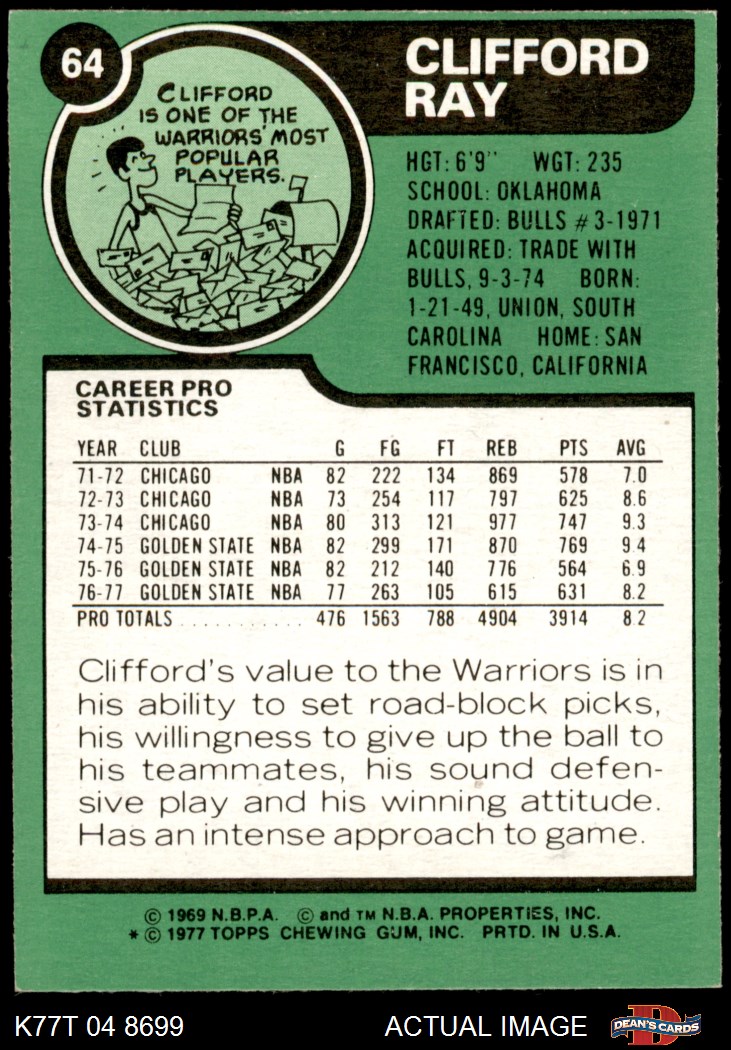 64
CLIFFORD
IS ONE OF THE
WARRIORS' MOST
POPULAR
PLAYERS.
CLIFFORD
RAY
HGT: 6'9" WGT: 235
SCHOOL: OKLAHOMA
DRAFTED: BULLS #3-1971
ACQUIRED: TRADE WITH
BULLS, 9-3-74 BORN:
1-21-49, UNION, SOUTH
CAROLINA HOME: SAN
FRANCISCO, CALIFORNIA
CAREER PRO
STATISTICS
YEAR CLUB G FG FT REB PTS AVG
71-72 CHICAGO NBA 82 222 134 869 578 7.0
72-73 CHICAGO NBA 73 254 117 797 625 8.6
73-74 CHICAGO NBA 80 313 121 977 747 9.3
74-75 GOLDEN STATE NBA 82 299 171 870 769 9.4
75-76 GOLDEN STATE NBA 82 212 140 776 564 6.9
76-77 GOLDEN STATE NBA 77 263 105 615 631 8.2
PRO TOTALS . . . . . . . . . . . 476 1563 788 4904 3914 8.2
Clifford's value to the Warriors is in
his ability to set road-block picks,
his willingness to give up the ball to
his teammates, his sound defen-
sive play and his winning attitude.
Has an intense approach to game.
© 1969 N.B.P.A. © and TM N.B.A. PROPERTIES, INC.
* © 1977 TOPPS CHEWING GUM, INC. PRTD. IN U.S.A.
K77T 04 8699 ACTUAL IMAGE D DEAN'S CARDS